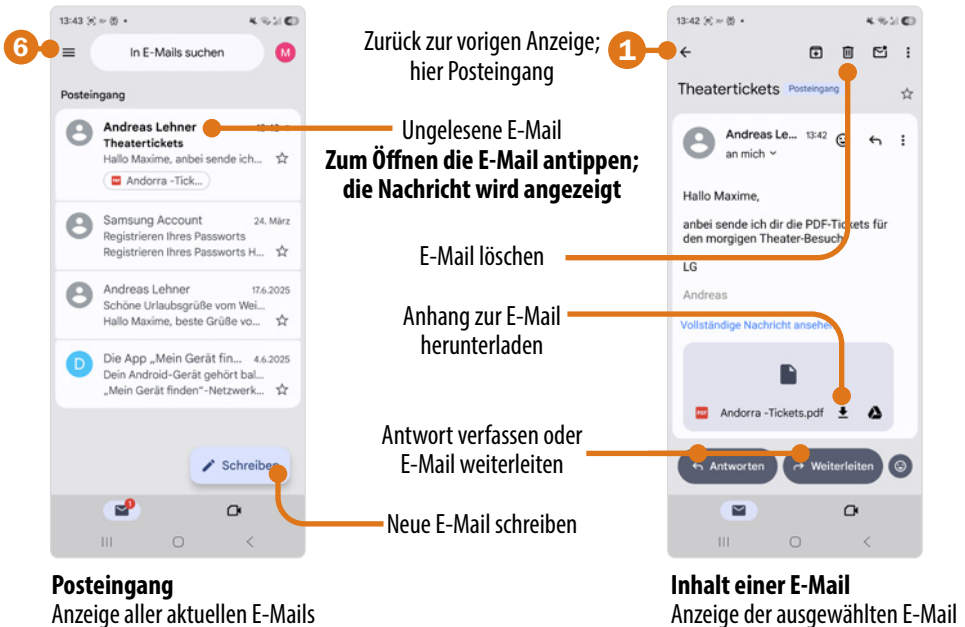 13:43
6
In E-Mails suchen
M
Posteingang
Andreas Lehner
Theatertickets
Hallo Maxime, anbei sende ich...
PDF Andorra -Tick...
Samsung Account 24. März
Registrieren Ihres Passworts
Registrieren Ihres Passworts H...
Andreas Lehner 17.6.2025
Schöne Urlaubsgrüße vom Wei...
Hallo Maxime, beste Grüße vo...
D
Die App „Mein Gerät fin... 4.6.2025
Dein Android-Gerät gehört bal...
„Mein Gerät finden"-Netzwerk...
Schreiben
1
Posteingang
Anzeige aller aktuellen E-Mails
Zurück zur vorigen Anzeige;
hier Posteingang
Ungelesene E-Mail
Zum Öffnen die E-Mail antippen;
die Nachricht wird angezeigt
E-Mail löschen
Anhang zur E-Mail
herunterladen
Antwort verfassen oder
E-Mail weiterleiten
Neue E-Mail schreiben
13:42
1
Theatertickets Posteingang
Andreas Le... 13:42
an mich
Hallo Maxime,
anbei sende ich dir die PDF-Tickets für
den morgigen Theater-Besuch
LG
Andreas
Vollständige Nachricht ansehen
PDF Andorra -Tickets.pdf
Antworten
Weiterleiten
Inhalt einer E-Mail
Anzeige der ausgewählten E-Mail